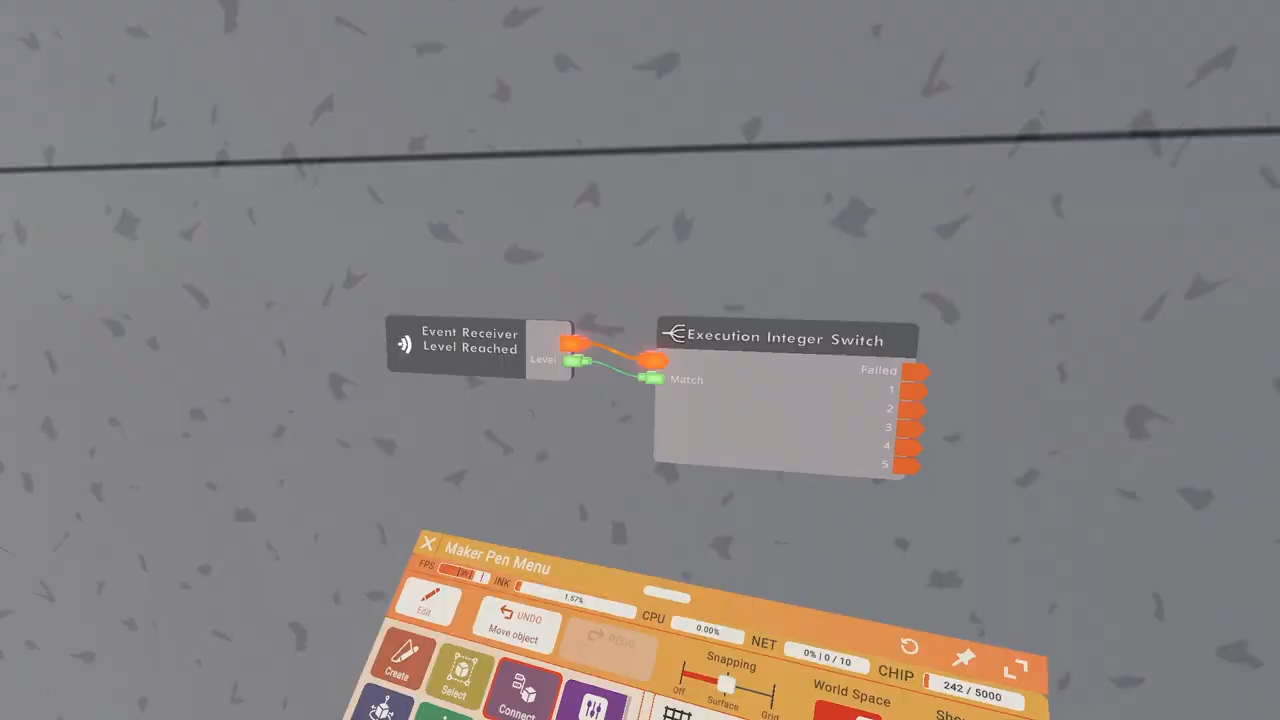 Event Receiver
Level Reached
Level
Execution Integer Switch
Match
Failed
1
2
3
4
5
Maker Pen Menu
FPS
INK
1.57%
CPU
0.00%
NET
0% | 0 / 10
CHIP
242 / 5000
Edit
UNDO
Move object
REDO
Snapping
Off
Surface
Grid
World Space
Create
Select
Connect